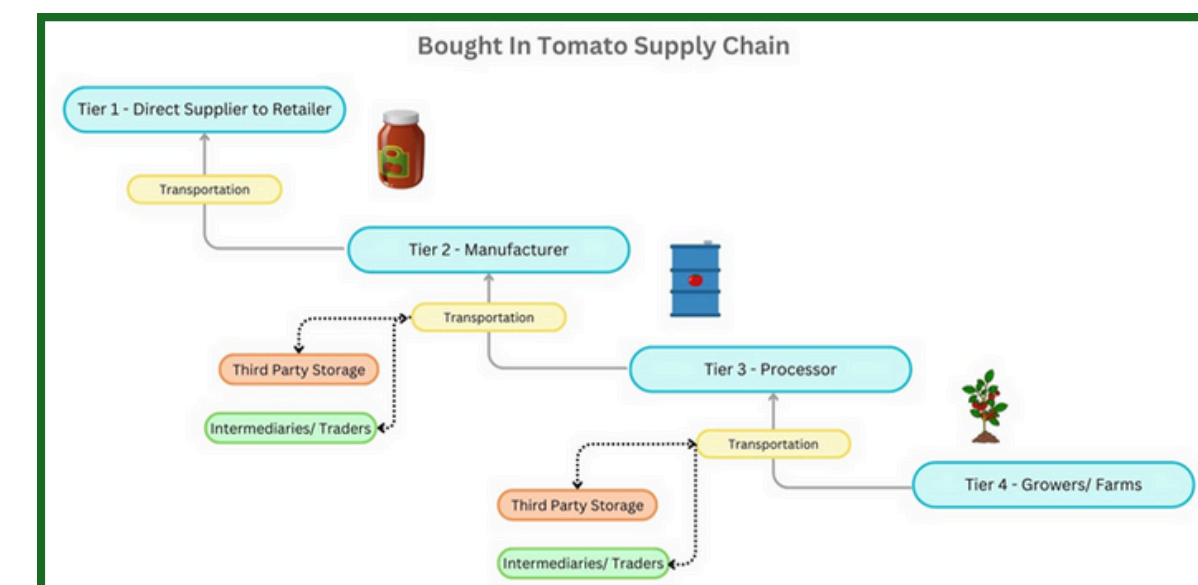 Bought In Tomato Supply Chain
Tier 1 - Direct Supplier to Retailer
Transportation
Tier 2 - Manufacturer
Transportation
Third Party Storage
Tier 3 - Processor
Intermediaries/ Traders
Transportation
Tier 4 - Growers/ Farms
Third Party Storage
Intermediaries/ Traders